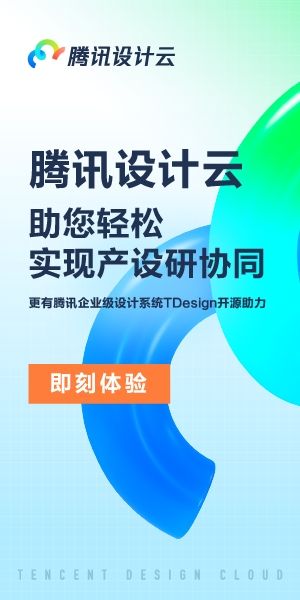 腾讯设计云
腾讯设计云
助您轻松
实现产设研协同
更有腾讯企业级设计系统TDesign开源助力
即刻体验
TENCENT DESIGN CLOUD